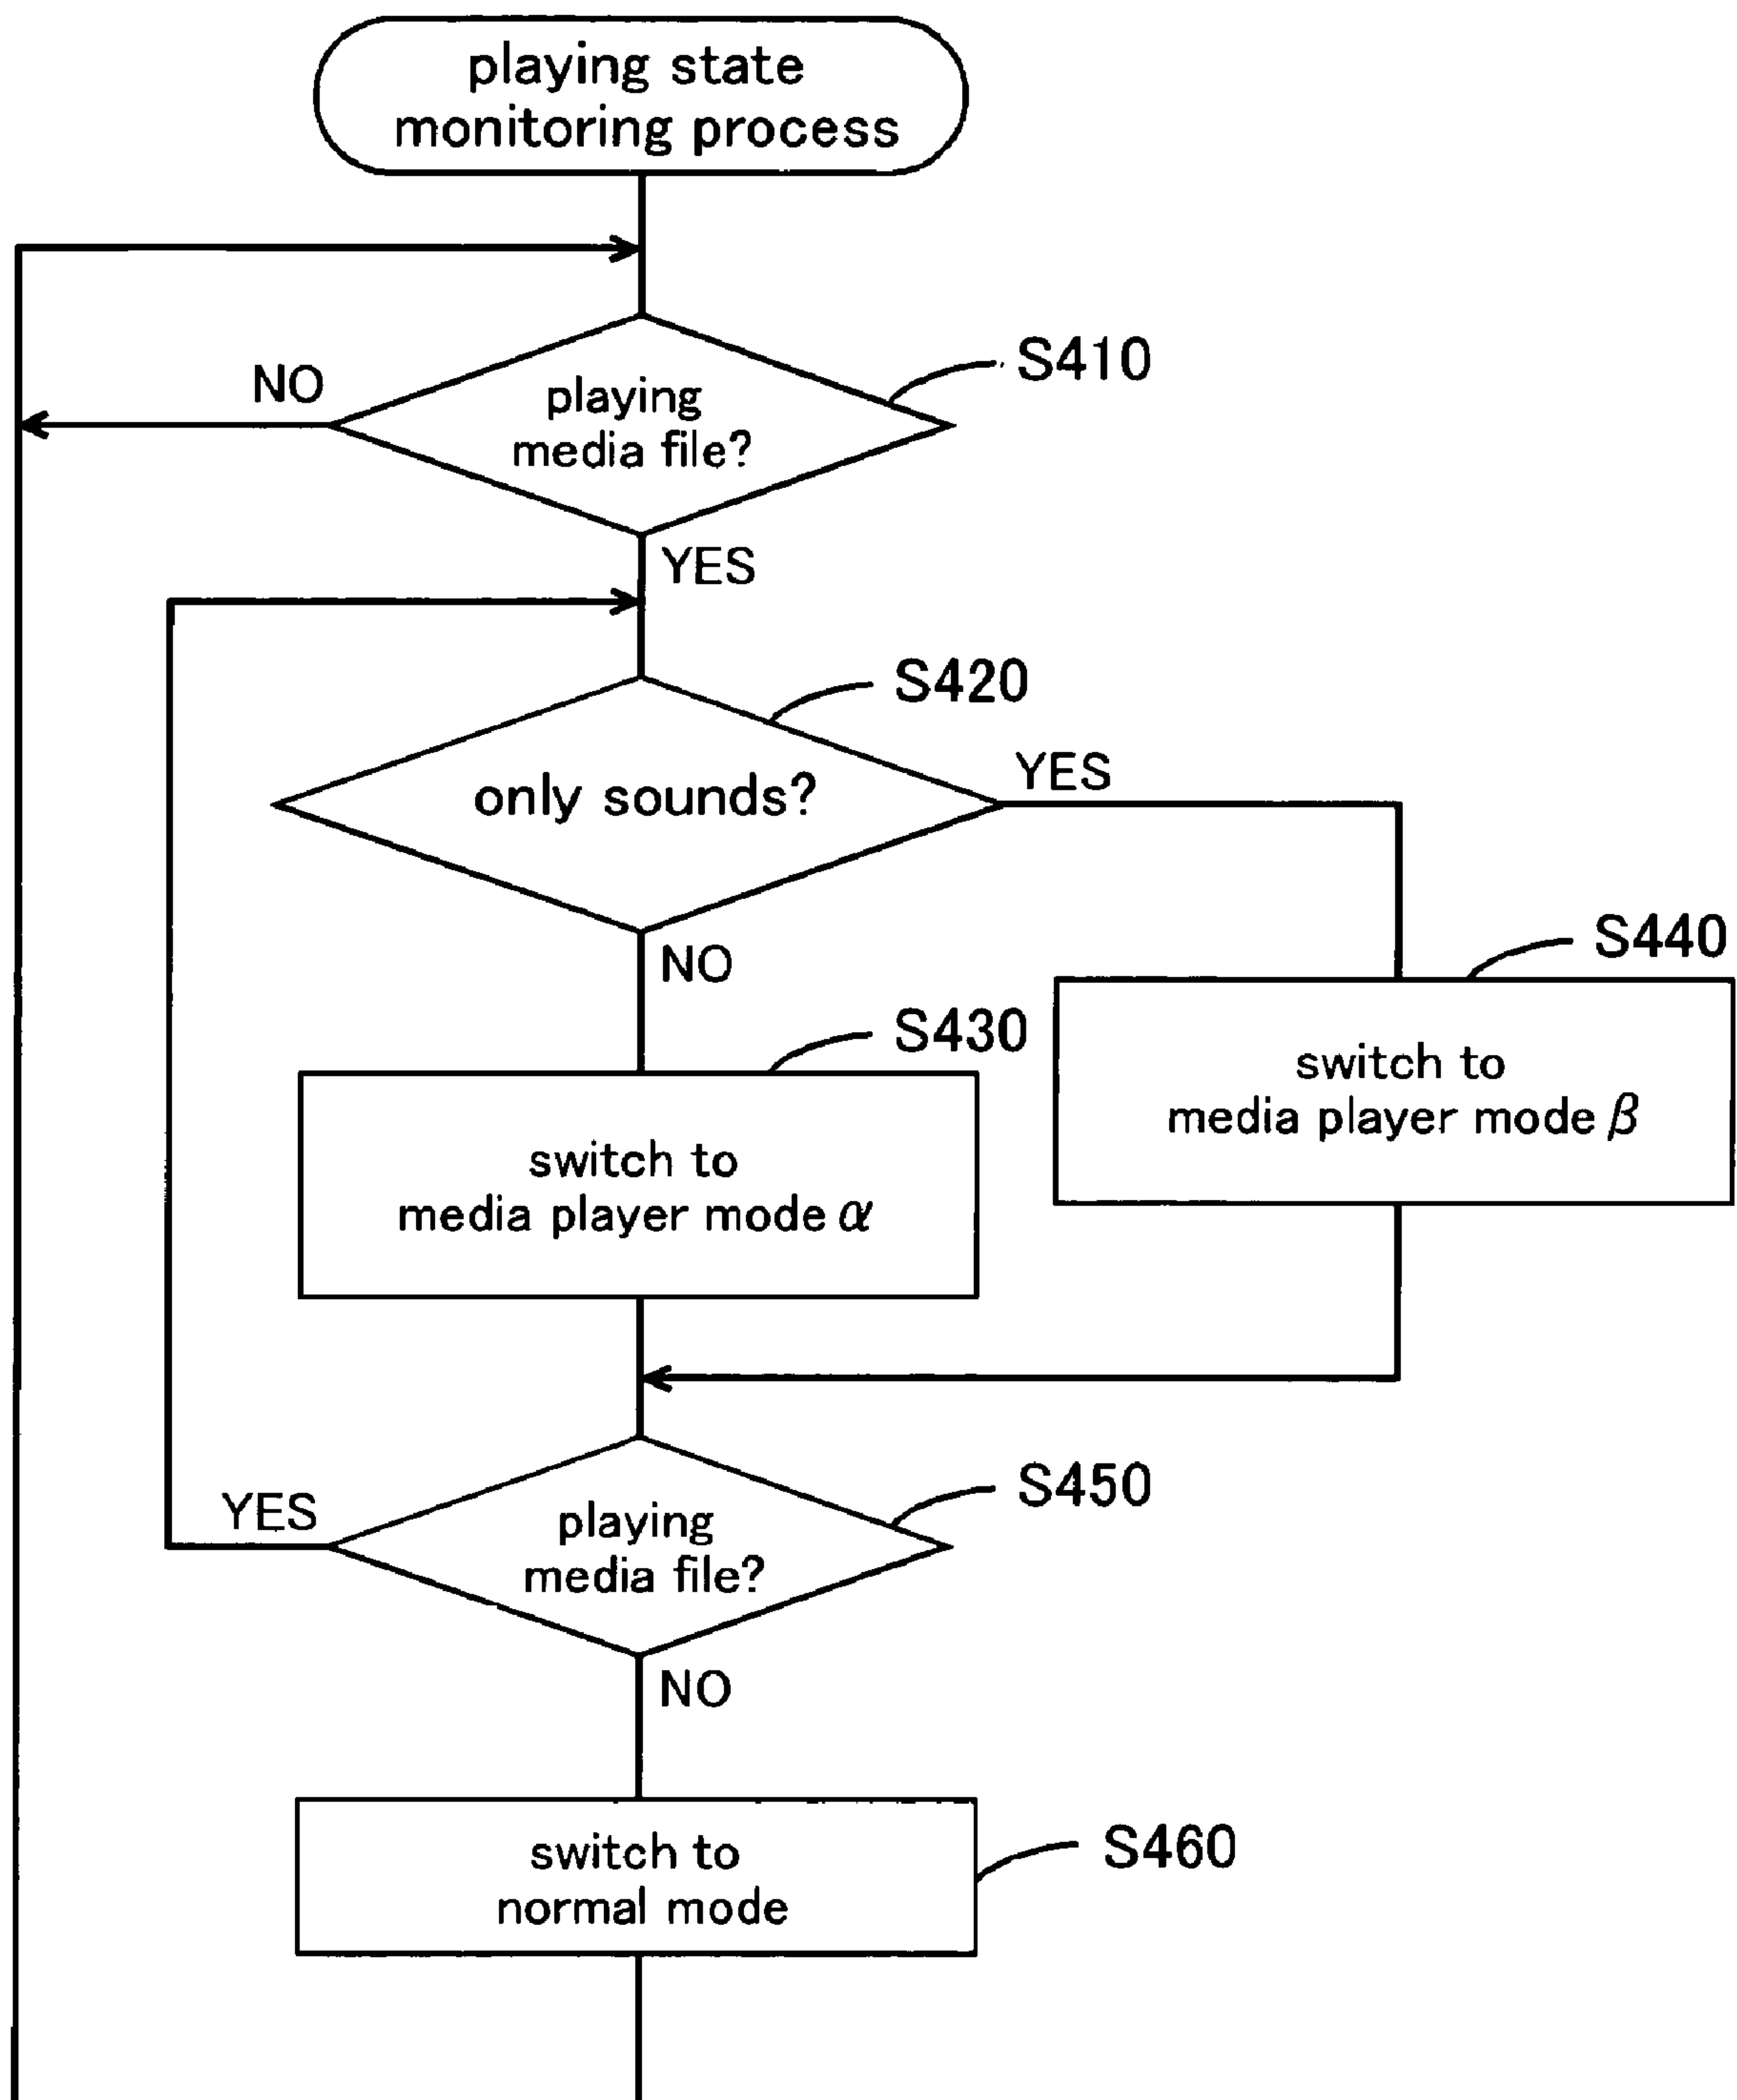 playing state
monitoring process
S410
NO
playing
media file?
YES
S420
only sounds?
YES
NO
S440
S430
switch to
media player mode β
switch to
media player mode α
S450
YES
playing
media file?
NO
switch to
normal mode
S460